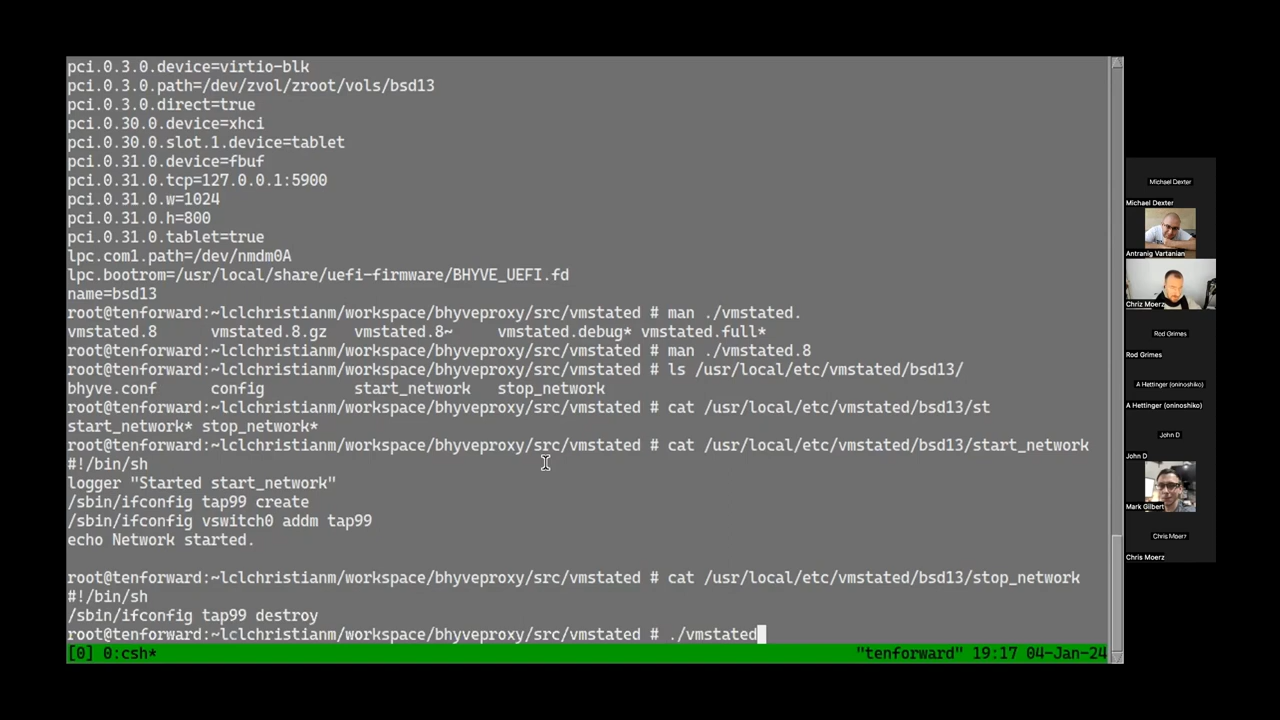 pci.0.3.0.device=virtio-blk
pci.0.3.0.path=/dev/zvol/zroot/vols/bsd13
pci.0.3.0.direct=true
pci.0.30.0.device=xhci
pci.0.30.0.slot.1.device=tablet
pci.0.31.0.device=fbuf
pci.0.31.0.tcp=127.0.0.1:5900
pci.0.31.0.w=1024
pci.0.31.0.h=800
pci.0.31.0.tablet=true
lpc.com1.path=/dev/nmdm0A
lpc.bootrom=/usr/local/share/uefi-firmware/BHYVE_UEFI.fd
name=bsd13
root@tenforward:~lclchristianm/workspace/bhyveproxy/src/vmstated # man ./vmstated.
vmstated.8 vmstated.8.gz vmstated.8~ vmstated.debug* vmstated.full*
root@tenforward:~lclchristianm/workspace/bhyveproxy/src/vmstated # man ./vmstated.8
root@tenforward:~lclchristianm/workspace/bhyveproxy/src/vmstated # ls /usr/local/etc/vmstated/bsd13/
bhyve.conf config start_network stop_network
root@tenforward:~lclchristianm/workspace/bhyveproxy/src/vmstated # cat /usr/local/etc/vmstated/bsd13/st
start_network* stop_network*
root@tenforward:~lclchristianm/workspace/bhyveproxy/src/vmstated # cat /usr/local/etc/vmstated/bsd13/start_network
#!/bin/sh
logger "Started start_network"
/sbin/ifconfig tap99 create
/sbin/ifconfig vswitch0 addm tap99
echo Network started.
root@tenforward:~lclchristianm/workspace/bhyveproxy/src/vmstated # cat /usr/local/etc/vmstated/bsd13/stop_network
#!/bin/sh
/sbin/ifconfig tap99 destroy
root@tenforward:~lclchristianm/workspace/bhyveproxy/src/vmstated # ./vmstated
[0] 0:csh* "tenforward" 19:17 04-Jan-24
Michael Dexter
Michael Dexter
Antranig Vartanian
Chriz Moerz
Rod Grimes
Rod Grimes
A Hettinger (oninoshiko)
A Hettinger (oninoshiko)
John D
John D
Mark Gilbert
Chris Moerz
Chris Moerz